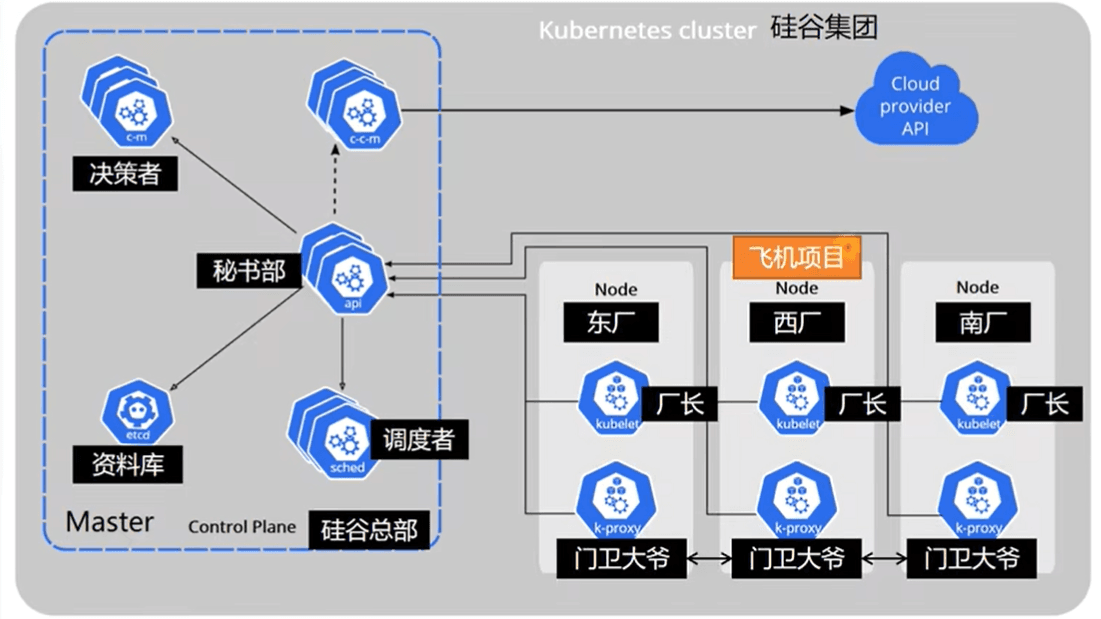 Kubernetes cluster 硅谷集团
c-m
决策者
c-c-m
Cloud
provider
API
秘书部
api
etcd
资料库
sched
调度者
Master
Control Plane
硅谷总部
飞机项目
Node
东厂
kubelet
厂长
k-proxy
门卫大爷
Node
西厂
kubelet
厂长
k-proxy
门卫大爷
Node
南厂
kubelet
厂长
k-proxy
门卫大爷